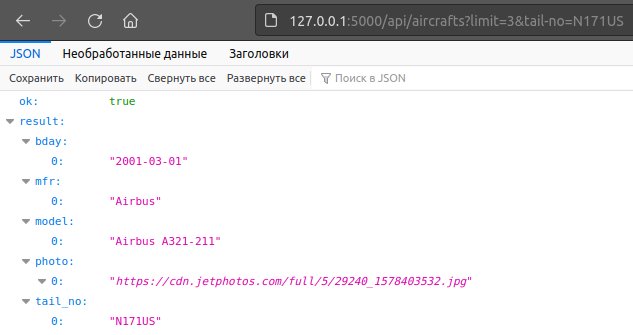 127.0.0.1:5000/api/aircrafts?limit=3&tail-no=N171US
JSON Необработанные данные Заголовки
Сохранить Копировать Свернуть все Развернуть все Поиск в JSON
ok: true
result:
bday:
0: "2001-03-01"
mfr:
0: "Airbus"
model:
0: "Airbus A321-211"
photo:
0: "https://cdn.jetphotos.com/full/5/29240_1578403532.jpg"
tail_no:
0: "N171US"